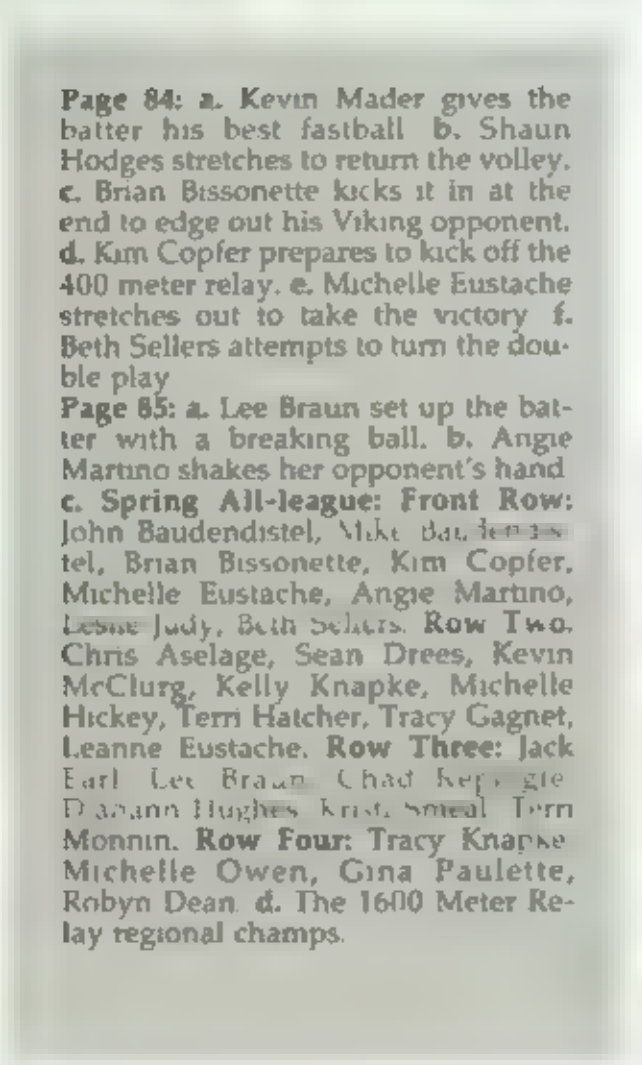 Page 84: a. Kevin Mader gives the
batter his best fastball b. Shaun
Hodges stretches to return the volley.
c. Brian Bissonette kicks it in at the
end to edge out his Viking opponent.
d. Kim Copfer prepares to kick off the
400 meter relay. e. Michelle Eustache
stretches out to take the victory f.
Beth Sellers attempts to turn the dou-
ble play
Page 85: a. Lee Braun set up the bat-
ter with a breaking ball. b. Angie
Martino shakes her opponent's hand
c. Spring All-league: Front Row:
John Baudendistel, Mike Baudendis
tel, Brian Bissonette, Kim Copfer,
Michelle Eustache, Angie Martino,
Leslie Judy, Beth Sellers. Row Two.
Chris Aselage, Sean Drees, Kevin
McClurg, Kelly Knapke, Michelle
Hickey, Terri Hatcher, Tracy Gagnet,
Leanne Eustache. Row Three: Jack
Earl Lee Braun Chad
Hughes Kristi Smeal Terri
Monnin. Row Four: Tracy Knapke
Michelle Owen, Gina Paulette,
Robyn Dean. d. The 1600 Meter Re-
lay regional champs.